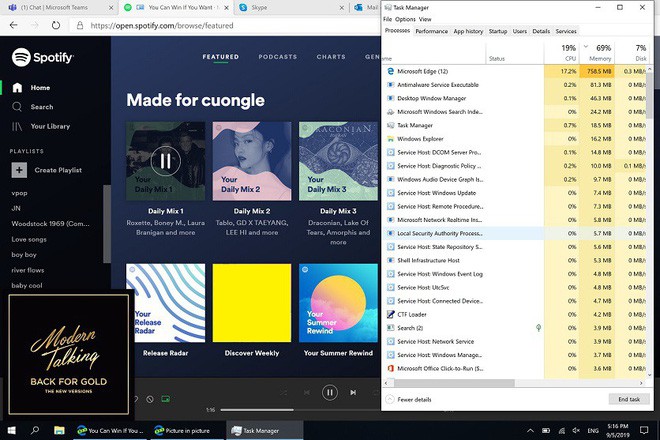 (1) Chat | Microsoft Teams
You Can Win If You Want -
Skype
Mail
https://open.spotify.com/browse/featured
Spotify
Home
Search
Your Library
PLAYLISTS
Create Playlist
vpop
JN
Woodstock 1969 (Com...
Love songs
boy boy
river flows
baby cool
FEATURED
PODCASTS
CHARTS
GEN
Made for cuongle
Your
Daily Mix 1
Your
Daily Mix 2
DRACONIAN
Your
Daily Mix 3
Daily Mix 1
Daily Mix 2
Daily Mix 3
Roxette, Boney M., Laura
Branigan and more
Tablo, GD X TAEYANG,
LEE HI and more
Draconian, Lake Of
Tears, Amorphis and
more
Your
Release
Radar
Your
Summer
Rewind
Release Radar
Discover Weekly
Your Summer Rewind
Modern
Talking
BACK FOR GOLD
THE NEW VERSIONS
1:16
Task Manager
File Options View
Processes Performance App history Startup Users Details Services
19% 69% 7%
me Status CPU Memory Disk
Microsoft Edge (12) 17.2% 758.5 MB 0.3 MB/
Antimalware Service Executable 0.2% 81.3 MB 0 MB/
Desktop Window Manager 0.1% 46.3 MB 0 MB/
Microsoft Windows Search Inde... 0% 24.2 MB 0 MB/
Task Manager 0.7% 18.5 MB 0 MB/
Windows Explorer 0% 16.2 MB 0 MB/
Service Host: DCOM Server Pro... 0.1% 14.8 MB 0 MB/
Service Host: Diagnostic Policy ... 0.2% 10.0 MB 0.1 MB/
Windows Audio Device Graph Is... 0.2% 9.7 MB 0 MB/
Service Host: Windows Update 0% 7.4 MB 0 MB/
Service Host: Remote Procedure... 0% 7.3 MB 0 MB/
Microsoft Network Realtime Ins... 0% 5.8 MB 0 MB/
Local Security Authority Process... 0% 5.7 MB 0 MB/
Service Host: State Repository S... 0% 5.6 MB 0 MB/
Shell Infrastructure Host 0% 5.3 MB 0 MB/
Service Host: Windows Event Log 0% 4.8 MB 0 MB/
Service Host: UtcSvc 0% 4.8 MB 0 MB/
Service Host: Connected Device... 0% 4.7 MB 0 MB/
CTF Loader 0% 4.2 MB 0 MB/
Search (2) 0% 3.9 MB 0 MB/
Service Host: Network Service 0% 3.9 MB 0 MB/
Service Host: Windows Manage... 0% 3.7 MB 0 MB/
Microsoft Office Click-to-Run (S... 0% 3.6 MB 0 MB/
Fewer details
End task
You Can Win If You ...
Picture in picture
Task Manager
ENG
5:16 PM
9/5/2019